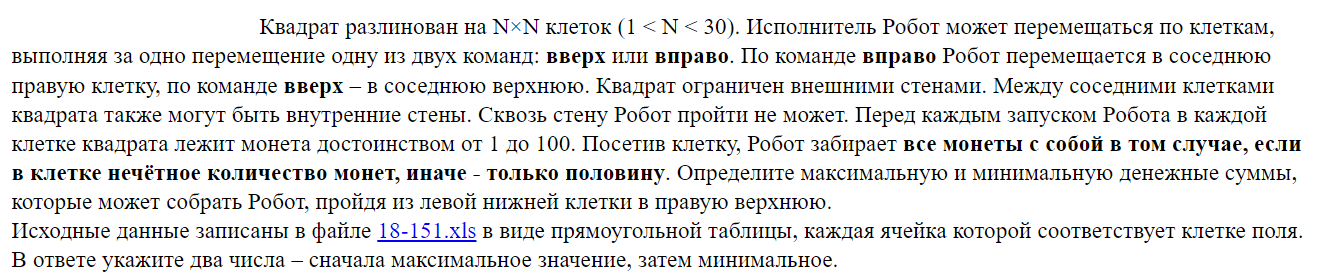 Квадрат разлинован на N×N клеток (1 < N < 30). Исполнитель Робот может перемещаться по клеткам,
выполняя за одно перемещение одну из двух команд: вверх или вправо. По команде вправо Робот перемещается в соседнюю
правую клетку, по команде вверх – в соседнюю верхнюю. Квадрат ограничен внешними стенами. Между соседними клетками
квадрата также могут быть внутренние стены. Сквозь стену Робот пройти не может. Перед каждым запуском Робота в каждой
клетке квадрата лежит монета достоинством от 1 до 100. Посетив клетку, Робот забирает все монеты с собой в том случае, если
в клетке нечётное количество монет, иначе - только половину. Определите максимальную и минимальную денежные суммы,
которые может собрать Робот, пройдя из левой нижней клетки в правую верхнюю.
Исходные данные записаны в файле 18-151.xls в виде прямоугольной таблицы, каждая ячейка которой соответствует клетке поля.
В ответе укажите два числа – сначала максимальное значение, затем минимальное.